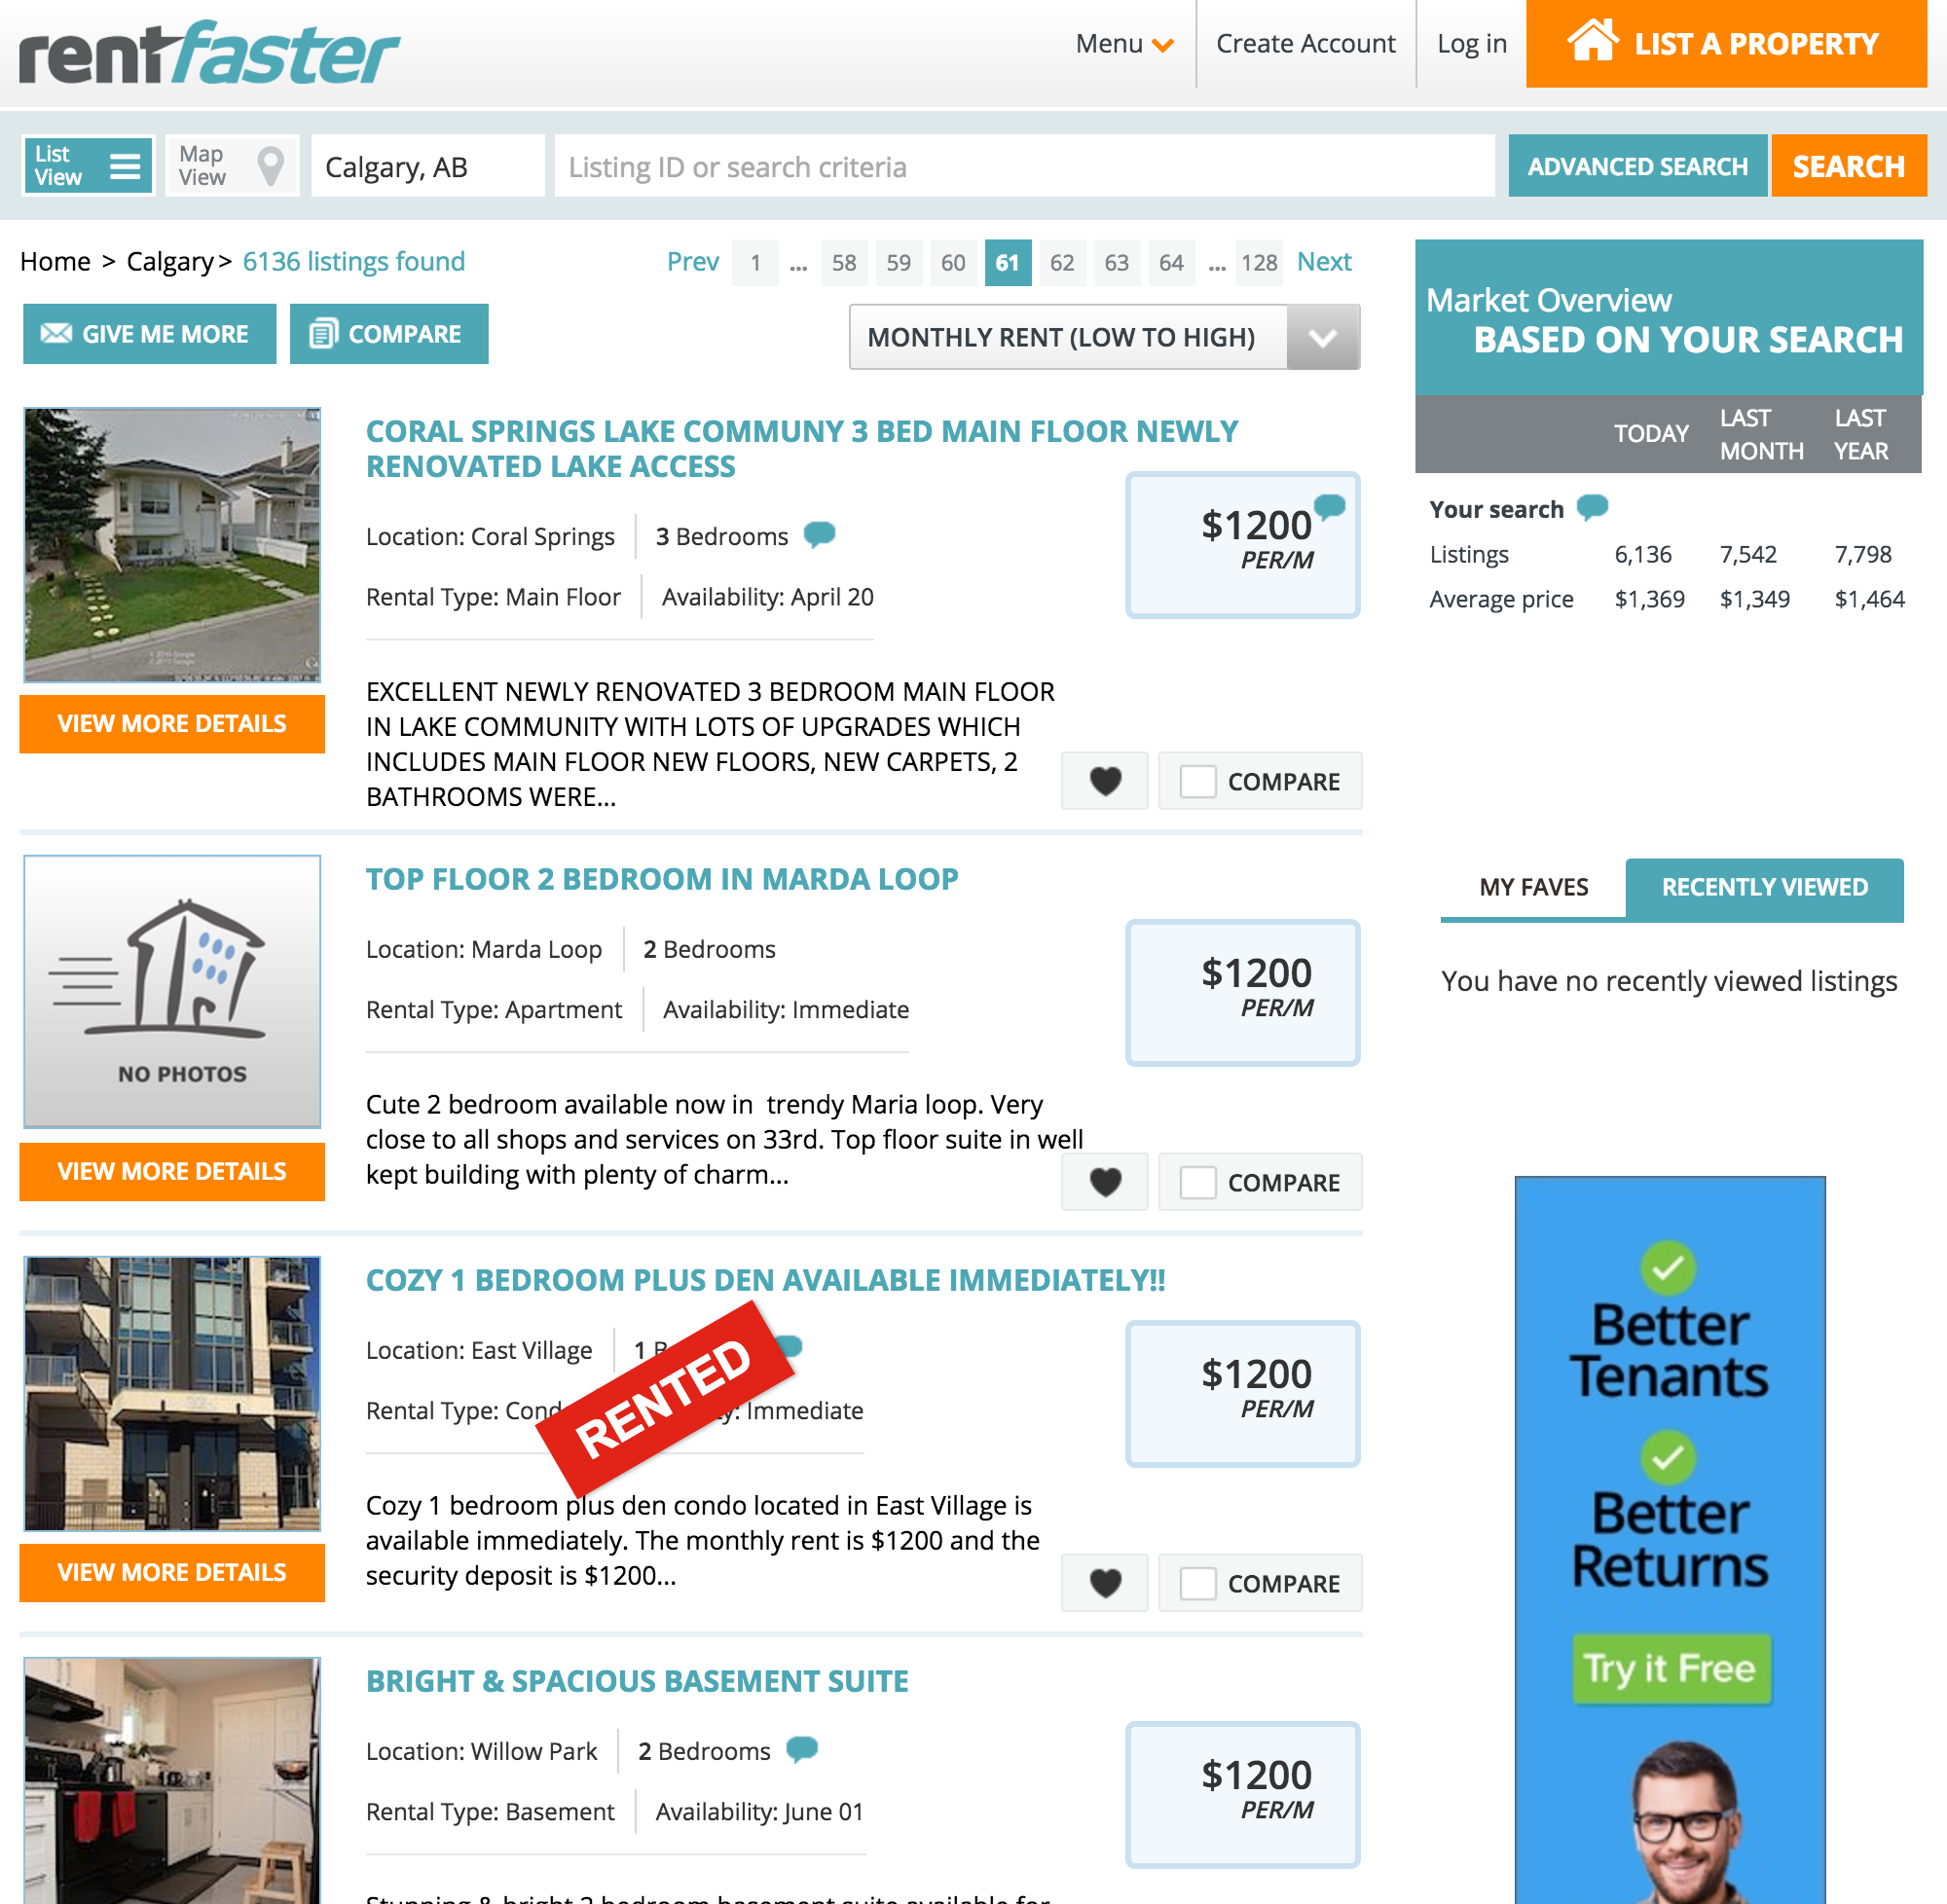 rentfaster
Menu
Create Account
Log in
LIST A PROPERTY
List
View
Map
View
Calgary, AB
Listing ID or search criteria
ADVANCED SEARCH
SEARCH
Home > Calgary > 6136 listings found
Prev 1 ... 58 59 60 61 62 63 64 ... 128 Next
GIVE ME MORE
COMPARE
MONTHLY RENT (LOW TO HIGH)
CORAL SPRINGS LAKE COMMUNY 3 BED MAIN FLOOR NEWLY
RENOVATED LAKE ACCESS
Location: Coral Springs
3 Bedrooms
Rental Type: Main Floor
Availability: April 20
$1200
PER/M
EXCELLENT NEWLY RENOVATED 3 BEDROOM MAIN FLOOR
IN LAKE COMMUNITY WITH LOTS OF UPGRADES WHICH
INCLUDES MAIN FLOOR NEW FLOORS, NEW CARPETS, 2
BATHROOMS WERE...
VIEW MORE DETAILS
COMPARE
TOP FLOOR 2 BEDROOM IN MARDA LOOP
Location: Marda Loop
2 Bedrooms
Rental Type: Apartment
Availability: Immediate
$1200
PER/M
NO PHOTOS
Cute 2 bedroom available now in  trendy Maria loop. Very
close to all shops and services on 33rd. Top floor suite in well
kept building with plenty of charm...
VIEW MORE DETAILS
COMPARE
COZY 1 BEDROOM PLUS DEN AVAILABLE IMMEDIATELY!!
Location: East Village
1
Rental Type:
Immediate
RENTED
$1200
PER/M
Cozy 1 bedroom plus den condo located in East Village is
available immediately. The monthly rent is $1200 and the
security deposit is $1200...
VIEW MORE DETAILS
COMPARE
BRIGHT & SPACIOUS BASEMENT SUITE
Location: Willow Park
2 Bedrooms
Rental Type: Basement
Availability: June 01
$1200
PER/M
Stunning & bright 2 bedroom basement suite available for
Market Overview
BASED ON YOUR SEARCH
TODAY
LAST
MONTH
LAST
YEAR
Your search
Listings 6,136 7,542 7,798
Average price $1,369 $1,349 $1,464
MY FAVES
RECENTLY VIEWED
You have no recently viewed listings
Better
Tenants
Better
Returns
Try it Free